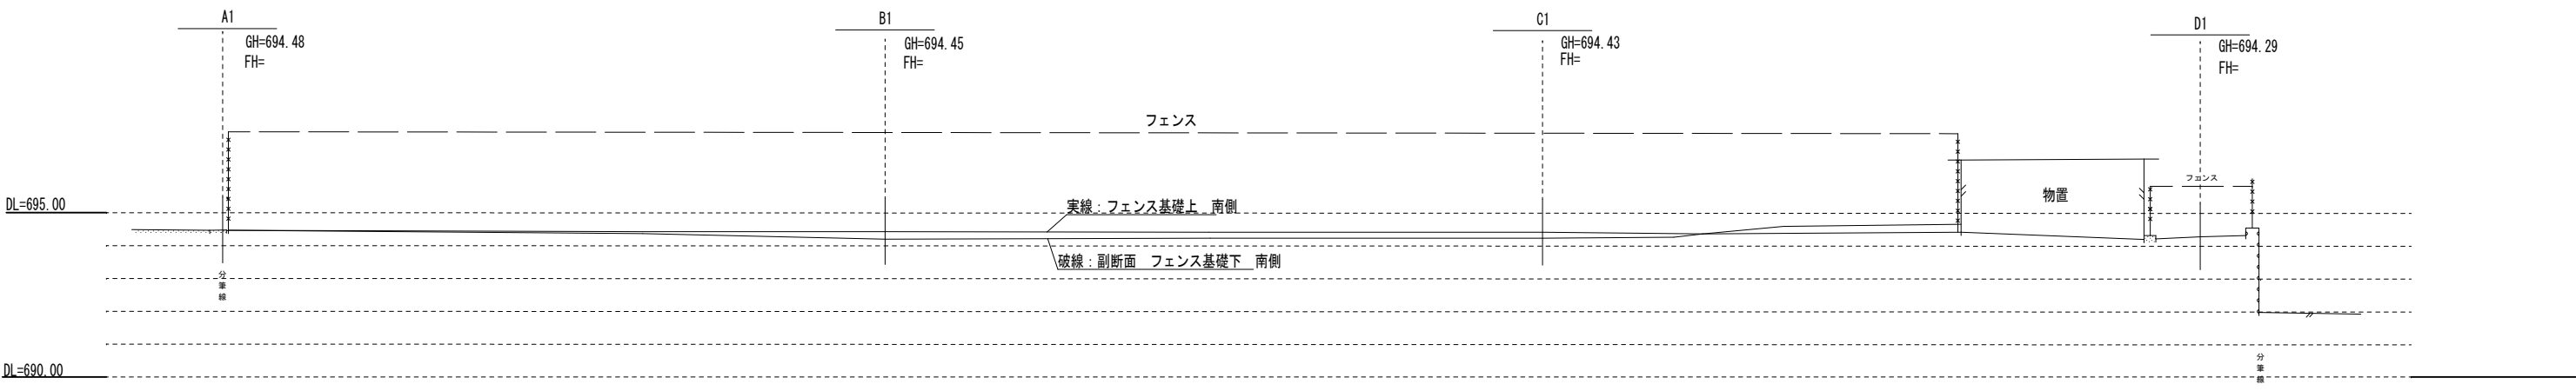 A1
GH=694.48
FH=
B1
GH=694.45
FH=
C1
GH=694.43
FH=
D1
GH=694.29
FH=
フェンス
フェンス
物置
DL=695.00
実線：フェンス基礎上　南側
破線：副断面　フェンス基礎下　南側
分筆線
分筆線
DL=690.00